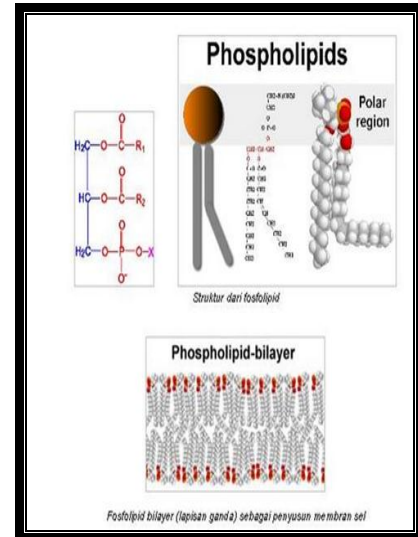 Phospholipids
Polar
region
O
H₂C—O—C—R₁
O
HC—O—C—R₂
O
H₂C—O—P—O—X
O⁻
Struktur dari fosfolipid
Phospholipid-bilayer
Fosfolipid bilayer (lapisan ganda) sebagai penyusun membran sel